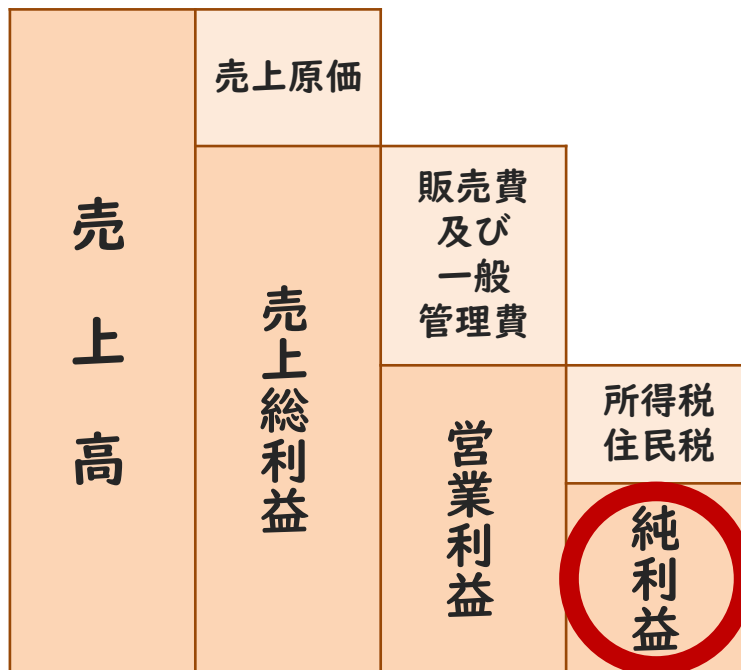 売上高
売上原価
売上総利益
販売費
及び
一般
管理費
営業利益
所得税
住民税
純利益